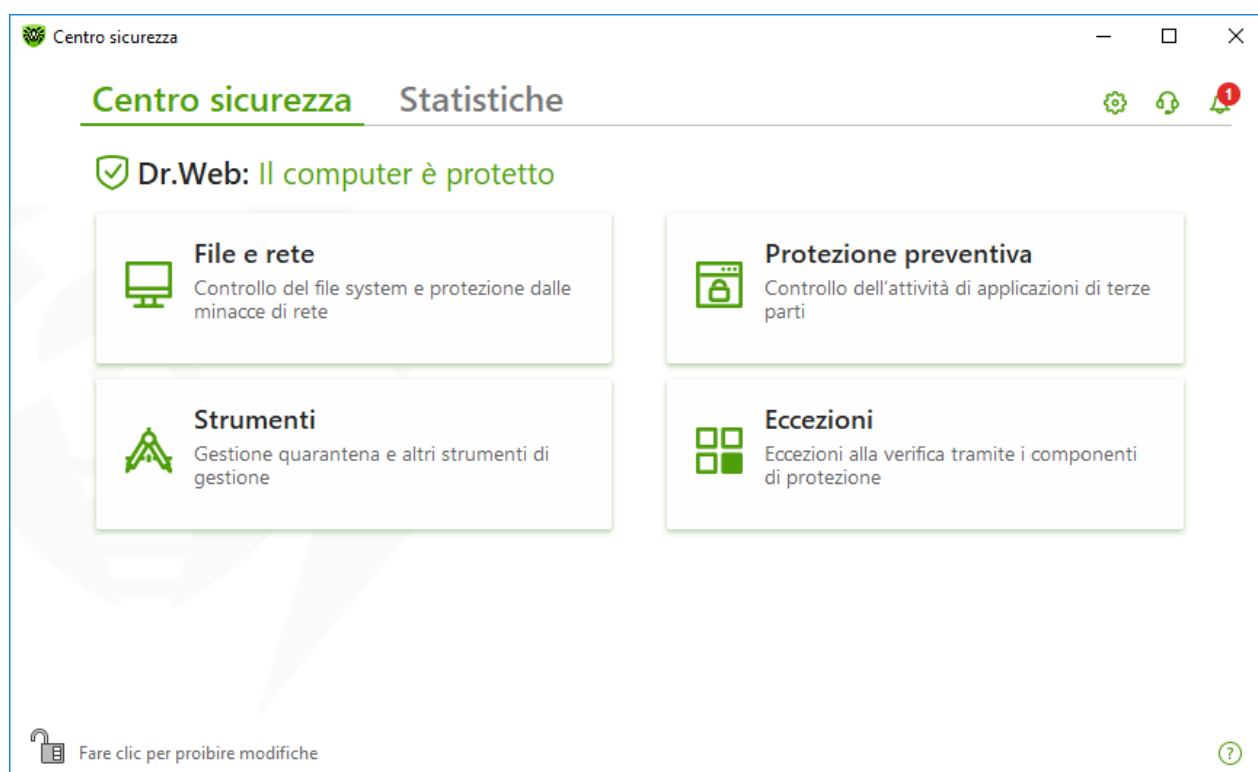 Centro sicurezza
Centro sicurezza Statistiche
1
Dr.Web: Il computer è protetto
File e rete
Controllo del file system e protezione dalle
minacce di rete
Protezione preventiva
Controllo dell'attività di applicazioni di terze
parti
Strumenti
Gestione quarantena e altri strumenti di
gestione
Eccezioni
Eccezioni alla verifica tramite i componenti
di protezione
Fare clic per proibire modifiche
?